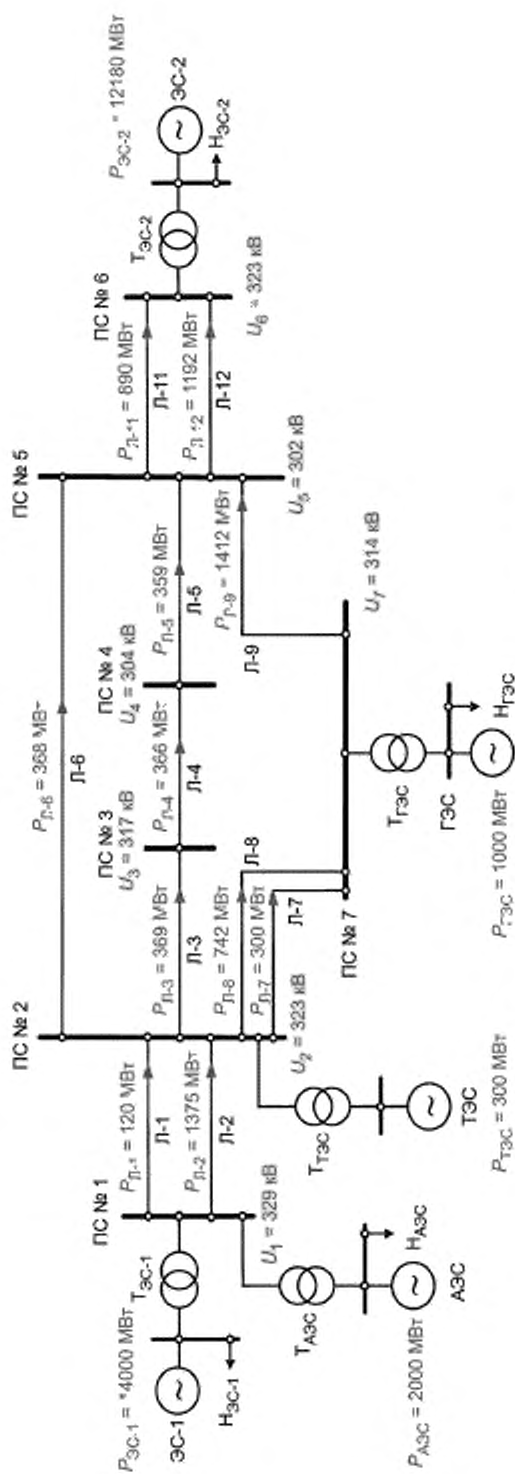 P_ЭС-1 = *4000 МВт
ЭС-1
Н_ЭС-1
Т_ЭС-1
ПС № 1
U_1 = 329 кВ
Т_АЭС
Н_АЭС
АЭС
P_АЭС = 2000 МВт
P_Л-1 = 120 МВт
Л-1
P_Л-2 = 1375 МВт
Л-2
ПС № 2
U_2 = 323 кВ
Т_ТЭС
ТЭС
P_ТЭС = 300 МВт
P_Л-6 = 368 МВт
Л-6
P_Л-3 = 369 МВт
Л-3
ПС № 3
U_3 = 317 кВ
P_Л-4 = 366 МВт
Л-4
ПС № 4
U_4 = 304 кВ
P_Л-5 = 359 МВт
Л-5
P_Л-8 = 742 МВт
Л-8
P_Л-7 = 300 МВт
Л-7
ПС № 7
U_7 = 314 кВ
Т_ГЭС
ГЭС
Н_ГЭС
P_ГЭС = 1000 МВт
P_Л-9 = 1412 МВт
Л-9
ПС № 5
U_5 = 302 кВ
P_Л-11 = 890 МВт
Л-11
P_Л-12 = 1192 МВт
Л-12
ПС № 6
U_6 = 323 кВ
Т_ЭС-2
P_ЭС-2 = 12180 МВт
ЭС-2
Н_ЭС-2